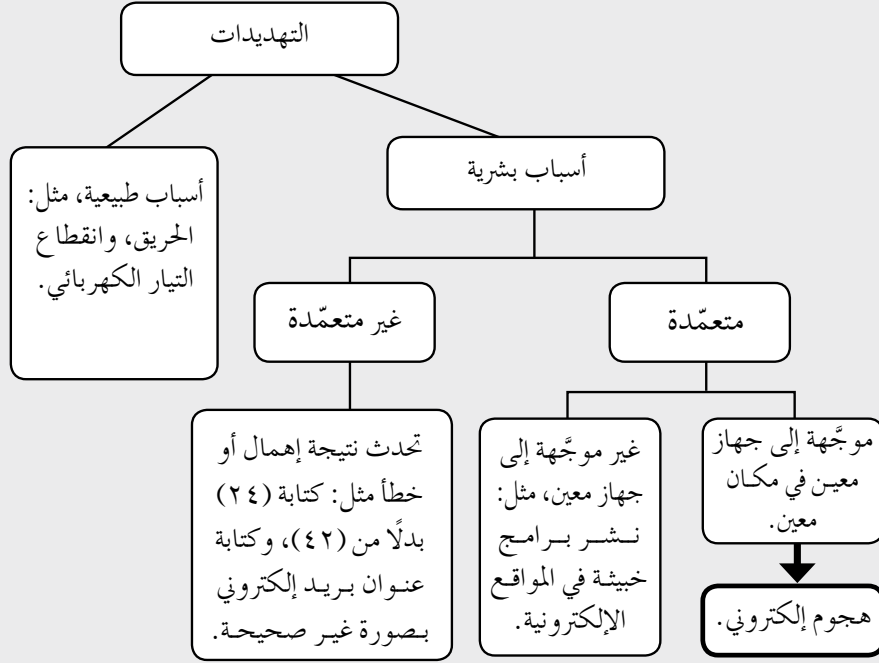 التهديدات
أسباب بشرية
أسباب طبيعية، مثل:
الحريق، وانقطاع
التيار الكهربائي.
متعمّدة
غير متعمّدة
موجَّهة إلى جهاز
معين في مكان
معين.
غير موجَّهة إلى
جهاز معين، مثل:
نشر برامج
خبيثة في المواقع
الإلكترونية.
تحدث نتيجة إهمال أو
خطأ مثل: كتابة (٢٤)
بدلًا من (٤٢)، وكتابة
عنوان بريد إلكتروني
بصورة غير صحيحة.
هجوم إلكتروني.